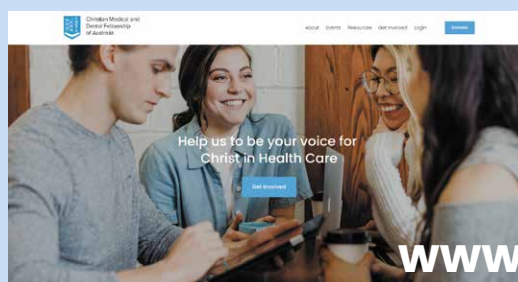 Christian Medical and
Dental Fellowship
of Australia
About Events Resources Get Involved Login Donate
Help us to be your voice for
Christ in Health Care
Get Involved
www